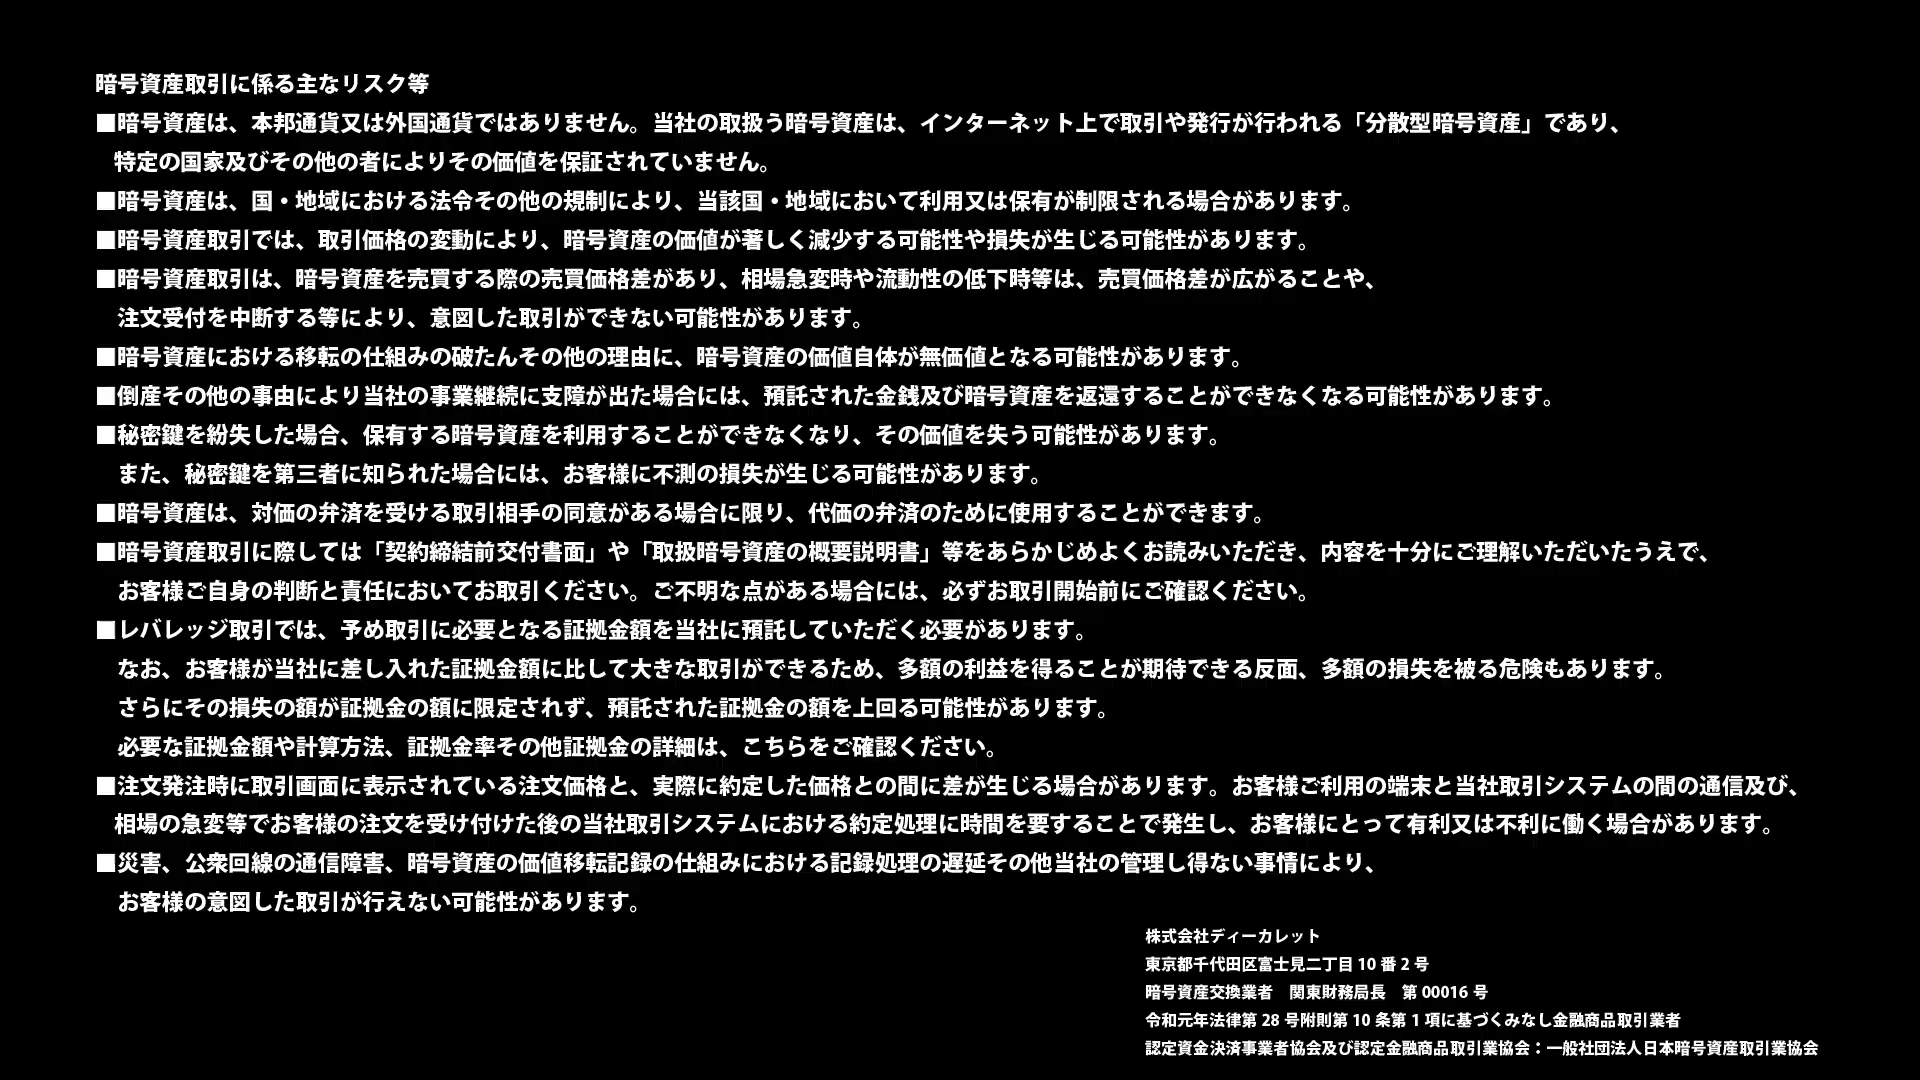 暗号資産取引に係る主なリスク等
■暗号資産は、本邦通貨又は外国通貨ではありません。当社の取扱う暗号資産は、インターネット上で取引や発行が行われる「分散型暗号資産」であり、
特定の国家及びその他の者によりその価値を保証されていません。
■暗号資産は、国・地域における法令その他の規制により、当該国・地域において利用又は保有が制限される場合があります。
■暗号資産取引では、取引価格の変動により、暗号資産の価値が著しく減少する可能性や損失が生じる可能性があります。
■暗号資産取引は、暗号資産を売買する際の売買価格差があり、相場急変時や流動性の低下時等は、売買価格差が広がることや、
注文受付を中断する等により、意図した取引ができない可能性があります。
■暗号資産における移転の仕組みの破たんその他の理由に、暗号資産の価値自体が無価値となる可能性があります。
■倒産その他の事由により当社の事業継続に支障が出た場合には、預託された金銭及び暗号資産を返還することができなくなる可能性があります。
■秘密鍵を紛失した場合、保有する暗号資産を利用することができなくなり、その価値を失う可能性があります。
また、秘密鍵を第三者に知られた場合には、お客様に不測の損失が生じる可能性があります。
■暗号資産は、対価の弁済を受ける取引相手の同意がある場合に限り、代価の弁済のために使用することができます。
■暗号資産取引に際しては「契約締結前交付書面」や「取扱暗号資産の概要説明書」等をあらかじめよくお読みいただき、内容を十分にご理解いただいたうえで、
お客様ご自身の判断と責任においてお取引ください。ご不明な点がある場合には、必ずお取引開始前にご確認ください。
■レバレッジ取引では、予め取引に必要となる証拠金額を当社に預託していただく必要があります。
なお、お客様が当社に差し入れた証拠金額に比して大きな取引ができるため、多額の利益を得ることが期待できる反面、多額の損失を被る危険もあります。
さらにその損失の額が証拠金の額に限定されず、預託された証拠金の額を上回る可能性があります。
必要な証拠金額や計算方法、証拠金率その他証拠金の詳細は、こちらをご確認ください。
■注文発注時に取引画面に表示されている注文価格と、実際に約定した価格との間に差が生じる場合があります。お客様ご利用の端末と当社取引システムの間の通信及び、
相場の急変等でお客様の注文を受け付けた後の当社取引システムにおける約定処理に時間を要することで発生し、お客様にとって有利又は不利に働く場合があります。
■災害、公衆回線の通信障害、暗号資産の価値移転記録の仕組みにおける記録処理の遅延その他当社の管理し得ない事情により、
お客様の意図した取引が行えない可能性があります。
株式会社ディーカレット
東京都千代田区富士見二丁目 10 番 2 号
暗号資産交換業者　関東財務局長　第 00016 号
令和元年法律第 28 号附則第 10 条第 1 項に基づくみなし金融商品取引業者
認定資金決済事業者協会及び認定金融商品取引業協会：一般社団法人日本暗号資産取引業協会